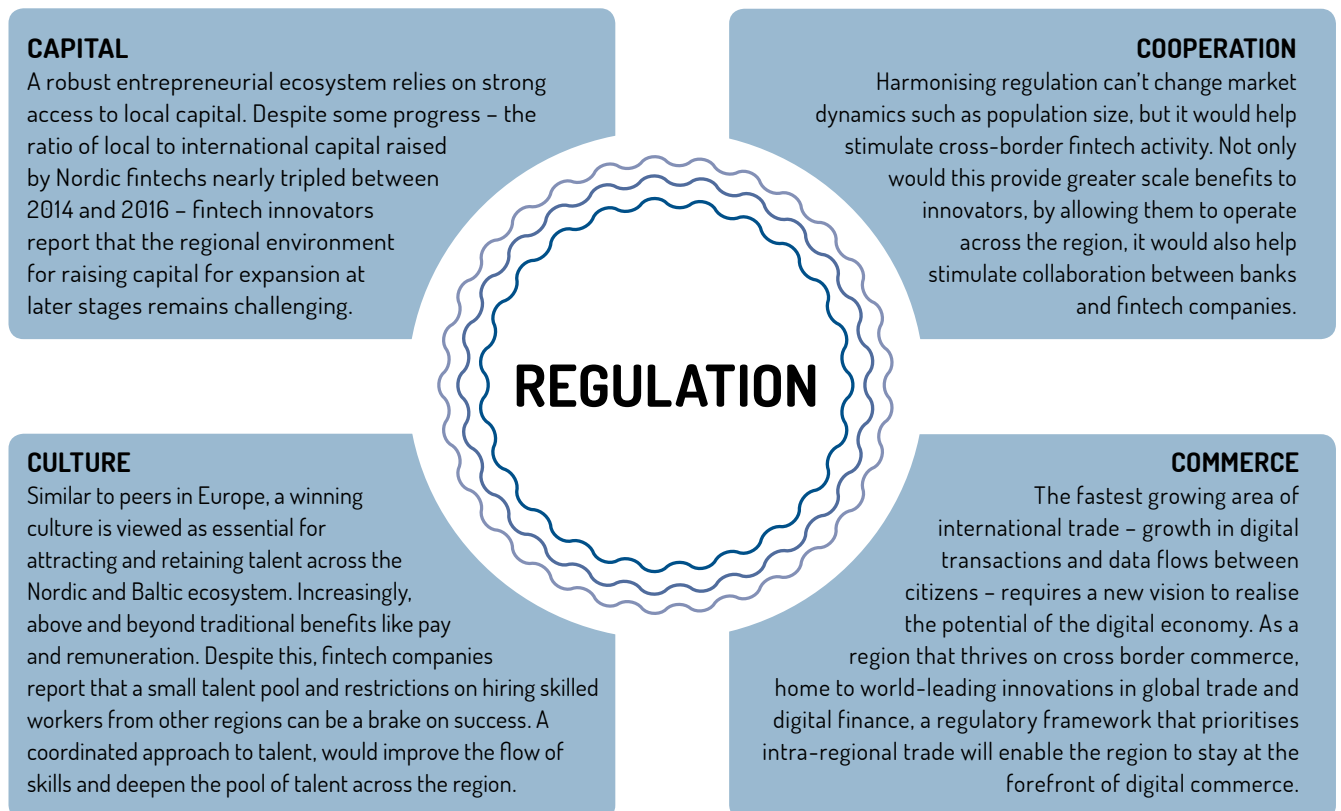 CAPITAL
A robust entrepreneurial ecosystem relies on strong
access to local capital. Despite some progress – the
ratio of local to international capital raised
by Nordic fintechs nearly tripled between
2014 and 2016 – fintech innovators
report that the regional environment
for raising capital for expansion at
later stages remains challenging.
COOPERATION
Harmonising regulation can't change market
dynamics such as population size, but it would help
stimulate cross-border fintech activity. Not only
would this provide greater scale benefits to
innovators, by allowing them to operate
across the region, it would also help
stimulate collaboration between banks
and fintech companies.
REGULATION
CULTURE
Similar to peers in Europe, a winning
culture is viewed as essential for
attracting and retaining talent across the
Nordic and Baltic ecosystem. Increasingly,
above and beyond traditional benefits like pay
and remuneration. Despite this, fintech companies
report that a small talent pool and restrictions on hiring skilled
workers from other regions can be a brake on success. A
coordinated approach to talent, would improve the flow of
skills and deepen the pool of talent across the region.
COMMERCE
The fastest growing area of
international trade – growth in digital
transactions and data flows between
citizens – requires a new vision to realise
the potential of the digital economy. As a
region that thrives on cross border commerce,
home to world-leading innovations in global trade and
digital finance, a regulatory framework that prioritises
intra-regional trade will enable the region to stay at the
forefront of digital commerce.